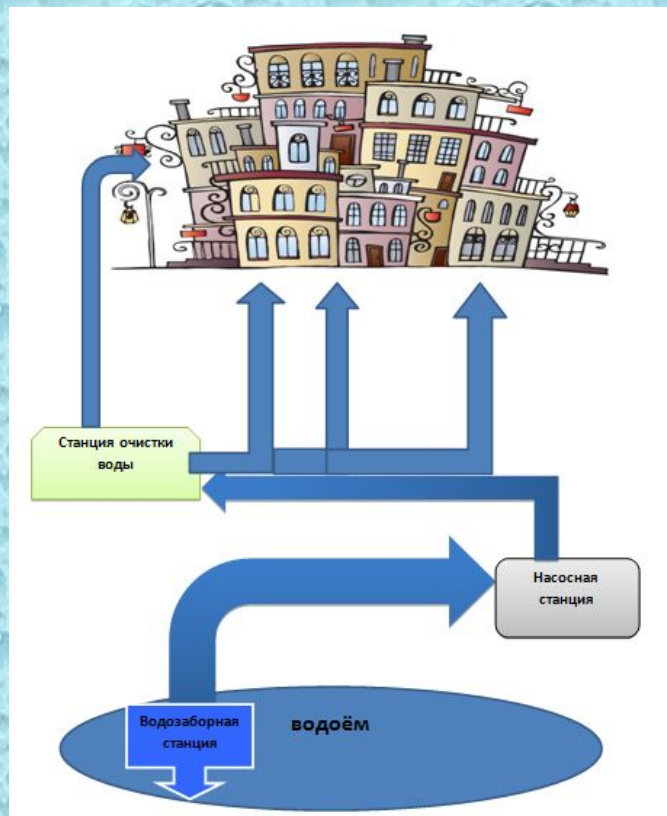 Станция очистки
воды
Насосная
станция
Водозаборная
станция
водоём